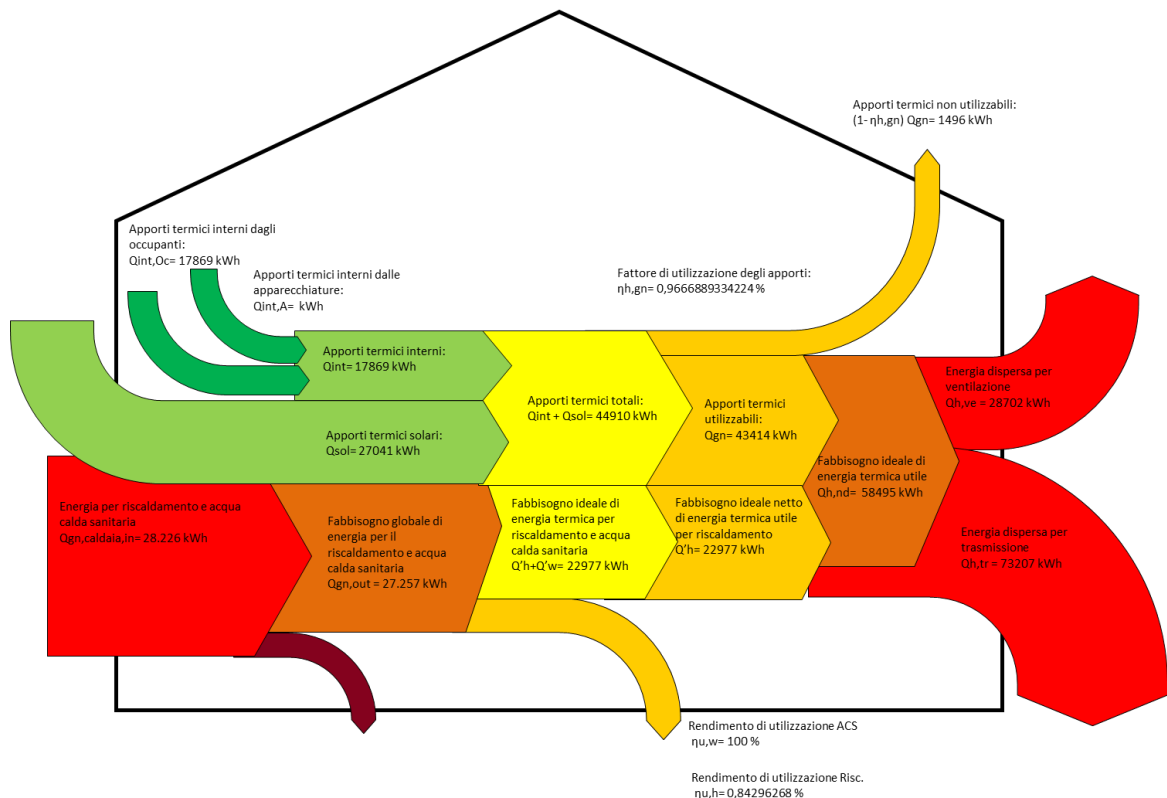 Apporti termici non utilizzabili:
(1- ηh,gn) Qgn= 1496 kWh
Apporti termici interni dagli
occupanti:
Qint,Oc= 17869 kWh
Apporti termici interni dalle
apparecchiature:
Qint,A=  kWh
Fattore di utilizzazione degli apporti:
ηh,gn= 0,9666889334224 %
Apporti termici interni:
Qint= 17869 kWh
Apporti termici totali:
Qint + Qsol= 44910 kWh
Apporti termici
utilizzabili:
Qgn= 43414 kWh
Energia dispersa per
ventilazione
Qh,ve = 28702 kWh
Apporti termici solari:
Qsol= 27041 kWh
Fabbisogno ideale di
energia termica utile
Qh,nd= 58495 kWh
Energia per riscaldamento e acqua
calda sanitaria
Qgn,caldaia,in= 28.226 kWh
Fabbisogno globale di
energia per il
riscaldamento e acqua
calda sanitaria
Qgn,out = 27.257 kWh
Fabbisogno ideale di
energia termica per
riscaldamento e acqua
calda sanitaria
Q'h+Q'w= 22977 kWh
Fabbisogno ideale netto
di energia termica utile
per riscaldamento
Q'h= 22977 kWh
Energia dispersa per
trasmissione
Qh,tr= 73207 kWh
Rendimento di utilizzazione ACS
ηu,w= 100 %
Rendimento di utilizzazione Risc.
ηu,h= 0,84296268 %